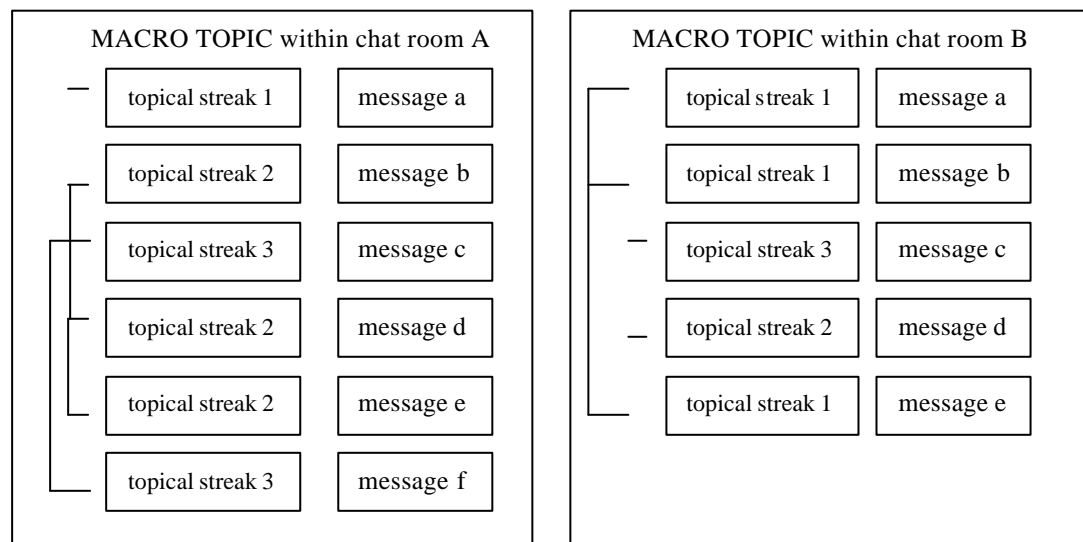 MACRO TOPIC within chat room A
topical streak 1 message a
topical streak 2 message b
topical streak 3 message c
topical streak 2 message d
topical streak 2 message e
topical streak 3 message f
MACRO TOPIC within chat room B
topical streak 1 message a
topical streak 1 message b
topical streak 3 message c
topical streak 2 message d
topical streak 1 message e